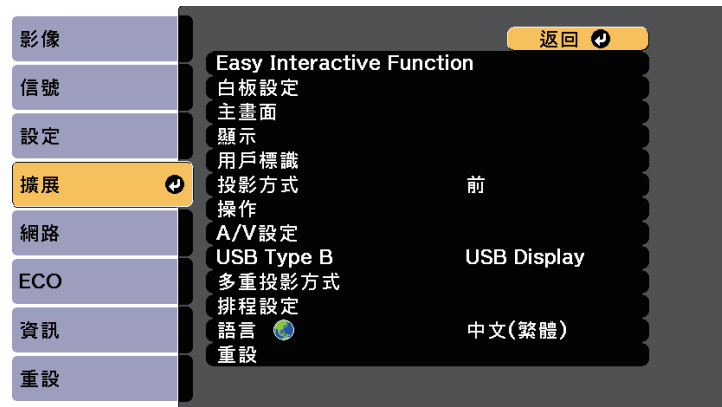 影像
信號
設定
擴展
網路
ECO
資訊
重設
返回
Easy Interactive Function
白板設定
主畫面
顯示
用戶標識
投影方式 前
操作
A/V設定
USB Type B USB Display
多重投影方式
排程設定
語言 中文(繁體)
重設